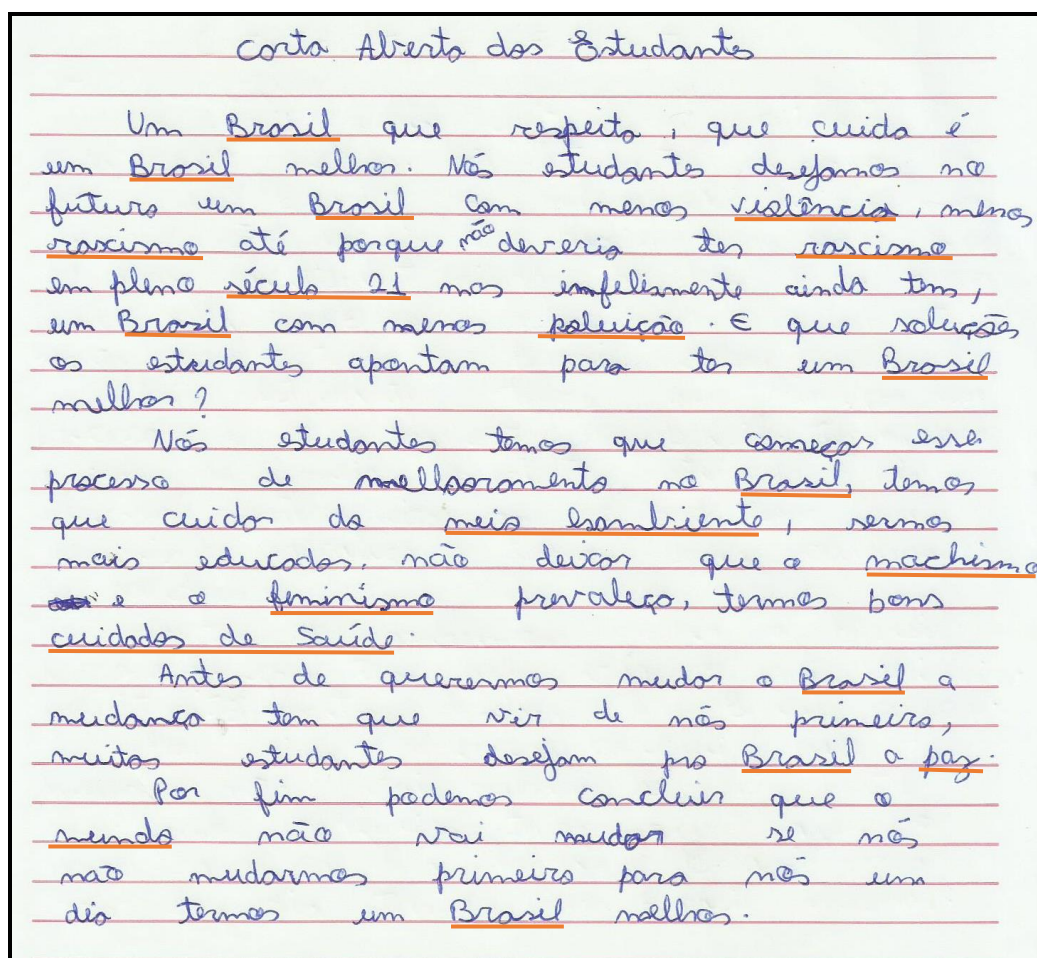 Carta Aberta dos Estudantes
Um Brasil que respeita, que cuida é
um Brasil melhor. Nós estudantes desejamos no
futuro um Brasil com menos violência, menos
rascismo até porque não deveria ter rascismo
em pleno século 21 mas infelismente ainda tem,
um Brasil com menos poluição. E que soluções
os estudantes apontam para ter um Brasil
melhor?
Nós estudantes temos que começar esse
processo de melhoramento no Brasil, temos
que cuidar do meio , sermos
mais educados, não deixar que o machismo
e o feminísmo prevaleça, termos bons
cuidados de Saúde.
Antes de querermos mudar o Brasil a
mudança tem que vir de nós primeiro,
muitos estudantes desejam pro Brasil a paz.
Por fim podemos concluir que o
mundo não vai mudar se nós
não mudarmos primeiro para nós um
dia termos um Brasil melhor.